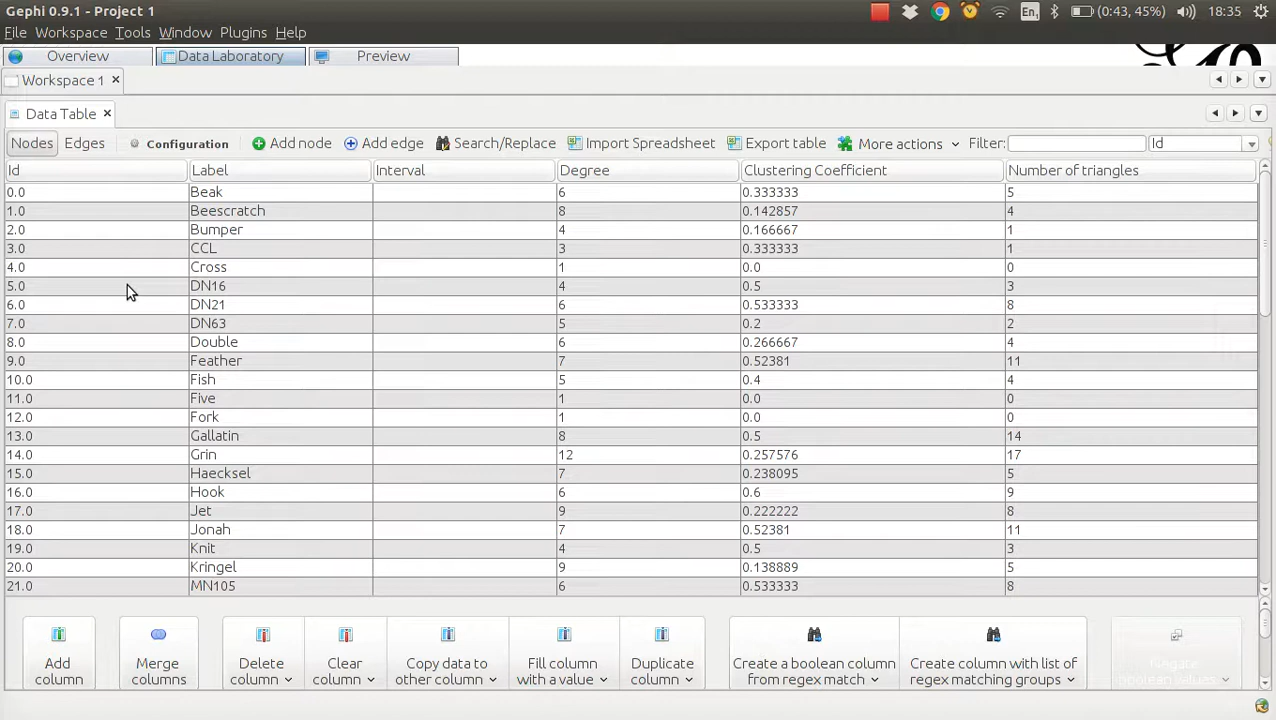 Gephi 0.9.1 - Project 1
En1 (0:43, 45%) 18:35
File Workspace Tools Window Plugins Help
Overview Data Laboratory Preview
Workspace 1
Data Table
Nodes Edges Configuration Add node Add edge Search/Replace Import Spreadsheet Export table More actions Filter: Id
Id Label Interval Degree Clustering Coefficient Number of triangles
0.0 Beak 6 0.333333 5
1.0 Beescratch 8 0.142857 4
2.0 Bumper 4 0.166667 1
3.0 CCL 3 0.333333 1
4.0 Cross 1 0.0 0
5.0 DN16 4 0.5 3
6.0 DN21 6 0.533333 8
7.0 DN63 5 0.2 2
8.0 Double 6 0.266667 4
9.0 Feather 7 0.52381 11
10.0 Fish 5 0.4 4
11.0 Five 1 0.0 0
12.0 Fork 1 0.0 0
13.0 Gallatin 8 0.5 14
14.0 Grin 12 0.257576 17
15.0 Haecksel 7 0.238095 5
16.0 Hook 6 0.6 9
17.0 Jet 9 0.222222 8
18.0 Jonah 7 0.52381 11
19.0 Knit 4 0.5 3
20.0 Kringel 9 0.138889 5
21.0 MN105 6 0.533333 8
Add column
Merge columns
Delete column
Clear column
Copy data to other column
Fill column with a value
Duplicate column
Create a boolean column from regex match
Create column with list of regex matching groups
Negate boolean values